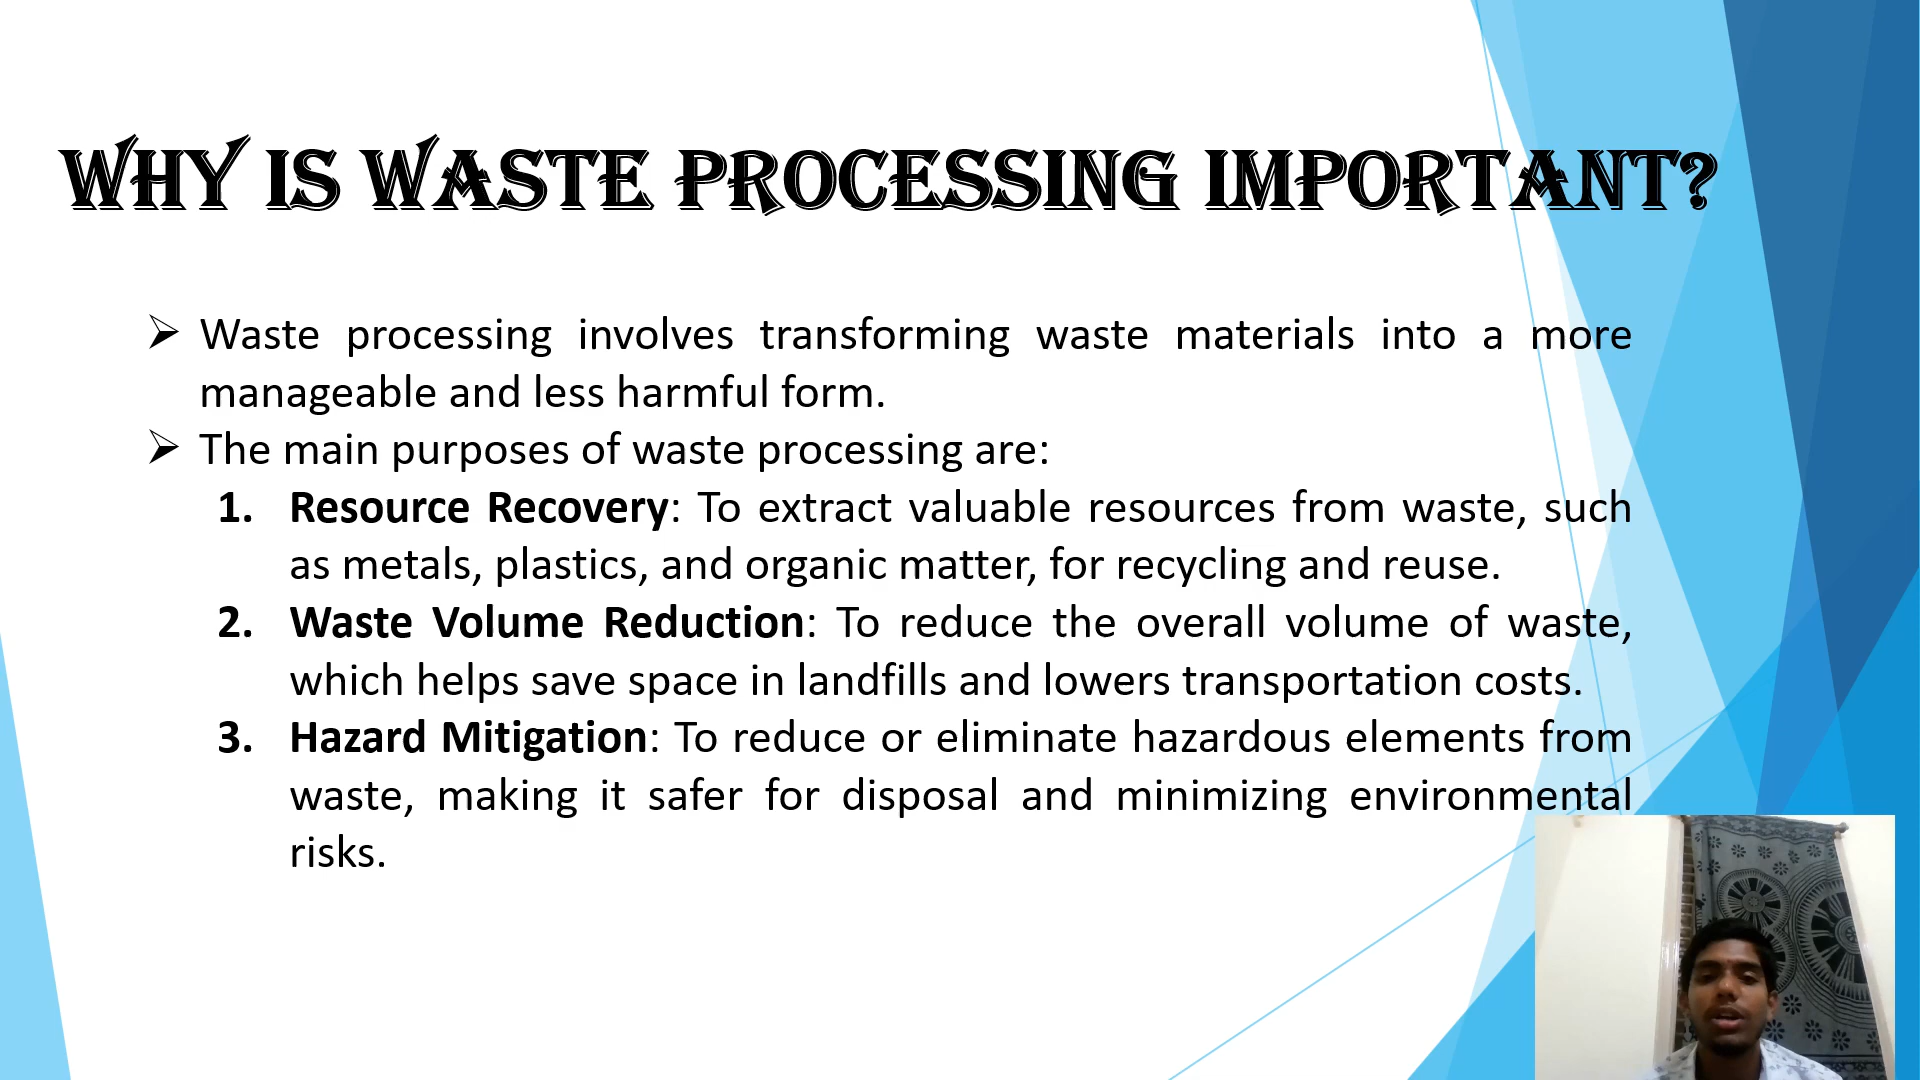 WHY IS WASTE PROCESSING IMPORTANT?
➢ Waste processing involves transforming waste materials into a more
manageable and less harmful form.
➢ The main purposes of waste processing are:
1. Resource Recovery: To extract valuable resources from waste, such
as metals, plastics, and organic matter, for recycling and reuse.
2. Waste Volume Reduction: To reduce the overall volume of waste,
which helps save space in landfills and lowers transportation costs.
3. Hazard Mitigation: To reduce or eliminate hazardous elements from
waste, making it safer for disposal and minimizing environmental
risks.